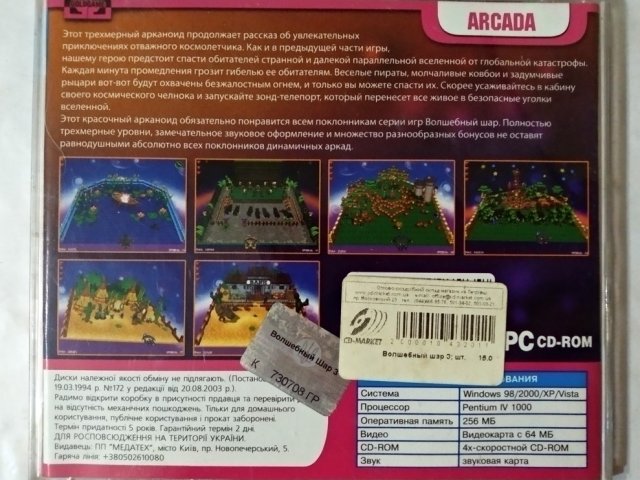 ARCADA
Этот трехмерный арканоид продолжает рассказ об увлекательных
приключениях отважного космолетчика. Как и в предыдущей части игры,
нашему герою предстоит спасти обитателей странной и далекой параллельной вселенной от глобальной катастрофы.
Каждая минута промедления грозит гибелью ее обитателям. Веселые пираты, молчаливые ковбои и задумчивые
рыцари вот-вот будут охвачены безжалостным огнем, и только вы можете спасти их. Скорее усаживайтесь в кабину
своего космического челнока и запускайте зонд-телепорт, который перенесет все живое в безопасные уголки
вселенной.
Этот красочный арканоид обязательно понравится всем поклонникам серии игр Волшебный шар. Полностью
трехмерные уровни, замечательное звуковое оформление и множество разнообразных бонусов не оставят
равнодушными абсолютно всех поклонников динамичных аркад.
CD-MARKET
Волшебный шар 3; шт. 15.0
Волшебный Шар 3
К 730708 ГР
PC CD-ROM
Диски належної якості обміну не підлягають. (Постанов
19.03.1994 р. №172 у редакції від 20.08.2003 р.).
Радимо відкрити коробку в присутності продавця та перевірити
на відсутність механічних пошкоджень. Тільки для домашнього
користування, публічне користування і прокат заборонені.
Термін придатності 5 років. Гарантійний термін 2 дні.
ДЛЯ РОСПОВСЮДЖЕННЯ НА ТЕРИТОРІЇ УКРАЇНИ.
Видавець: ПП "МЕДАТЕХ", місто Київ, пр. Новопечерський, 5.
Гаряча лінія: +380502610080
ОВАНИЯ
Система Windows 98/2000/XP/Vista
Процессор Pentium IV 1000
Оперативная память 256 МБ
Видео Видеокарта с 64 МБ
CD-ROM 4х-скоростной CD-ROM
Звук звуковая карта